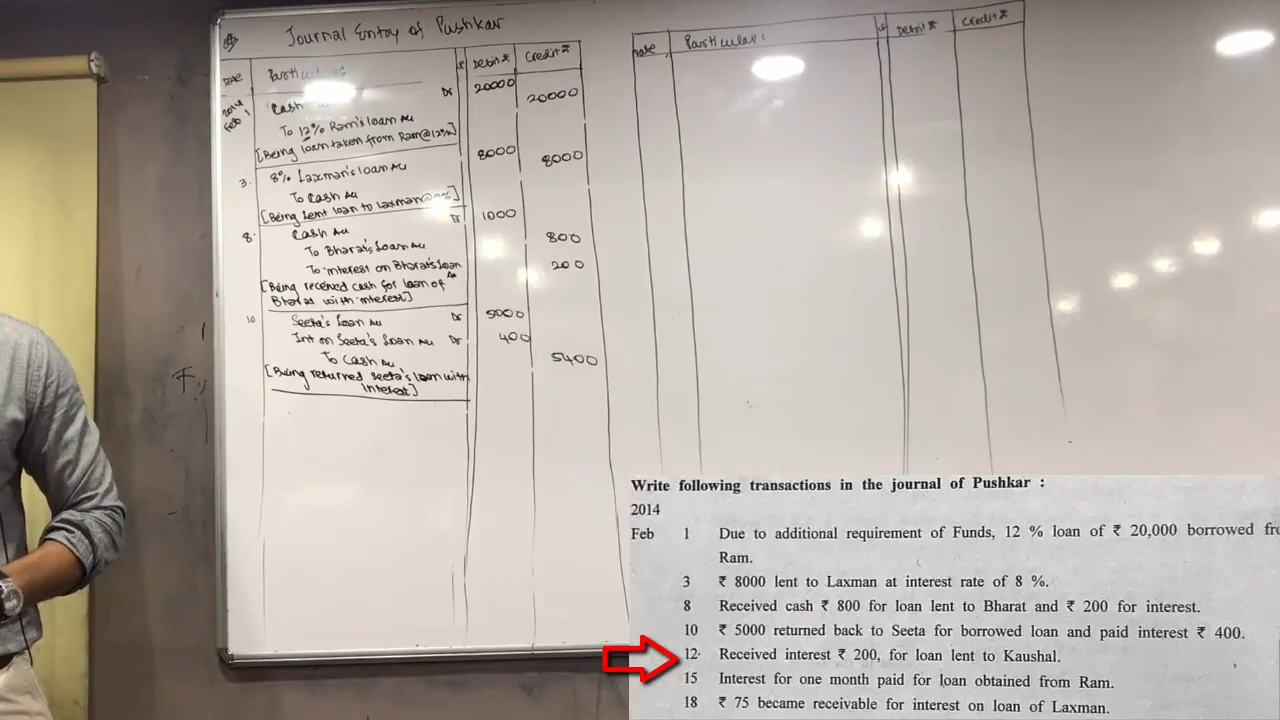 Journal Entry of Pushkar
Date Particulars LF Debit ₹ Credit ₹
2014
Feb 1 Cash Dr 20000
To 12% Ram's loan A/c 20000
[Being loan taken from Ram@12%]
3. 8% Laxman's loan A/c 8000
To Cash A/c 8000
[Being lent loan to laxman@
8. Cash A/c Dr 1000
To Bharat's Loan A/c 800
To interest on Bharat's Loan A/c 200
[Being received cash for loan of
Bharat with interest]
10 Seeta's Loan A/c Dr 5000
Int on Seeta's Loan A/c Dr 400
To Cash A/c 5400
[Being returned seeta's loan with
interest]
Date Particulars LF Debit ₹ Credit ₹
Write following transactions in the journal of Pushkar :
2014
Feb 1 Due to additional requirement of Funds, 12 % loan of ₹ 20,000 borrowed
Ram.
3 ₹ 8000 lent to Laxman at interest rate of 8 %.
8 Received cash ₹ 800 for loan lent to Bharat and ₹ 200 for interest.
10 ₹ 5000 returned back to Seeta for borrowed loan and paid interest ₹ 400.
12 Received interest ₹ 200, for loan lent to Kaushal.
15 Interest for one month paid for loan obtained from Ram.
18 ₹ 75 became receivable for interest on loan of Laxman.